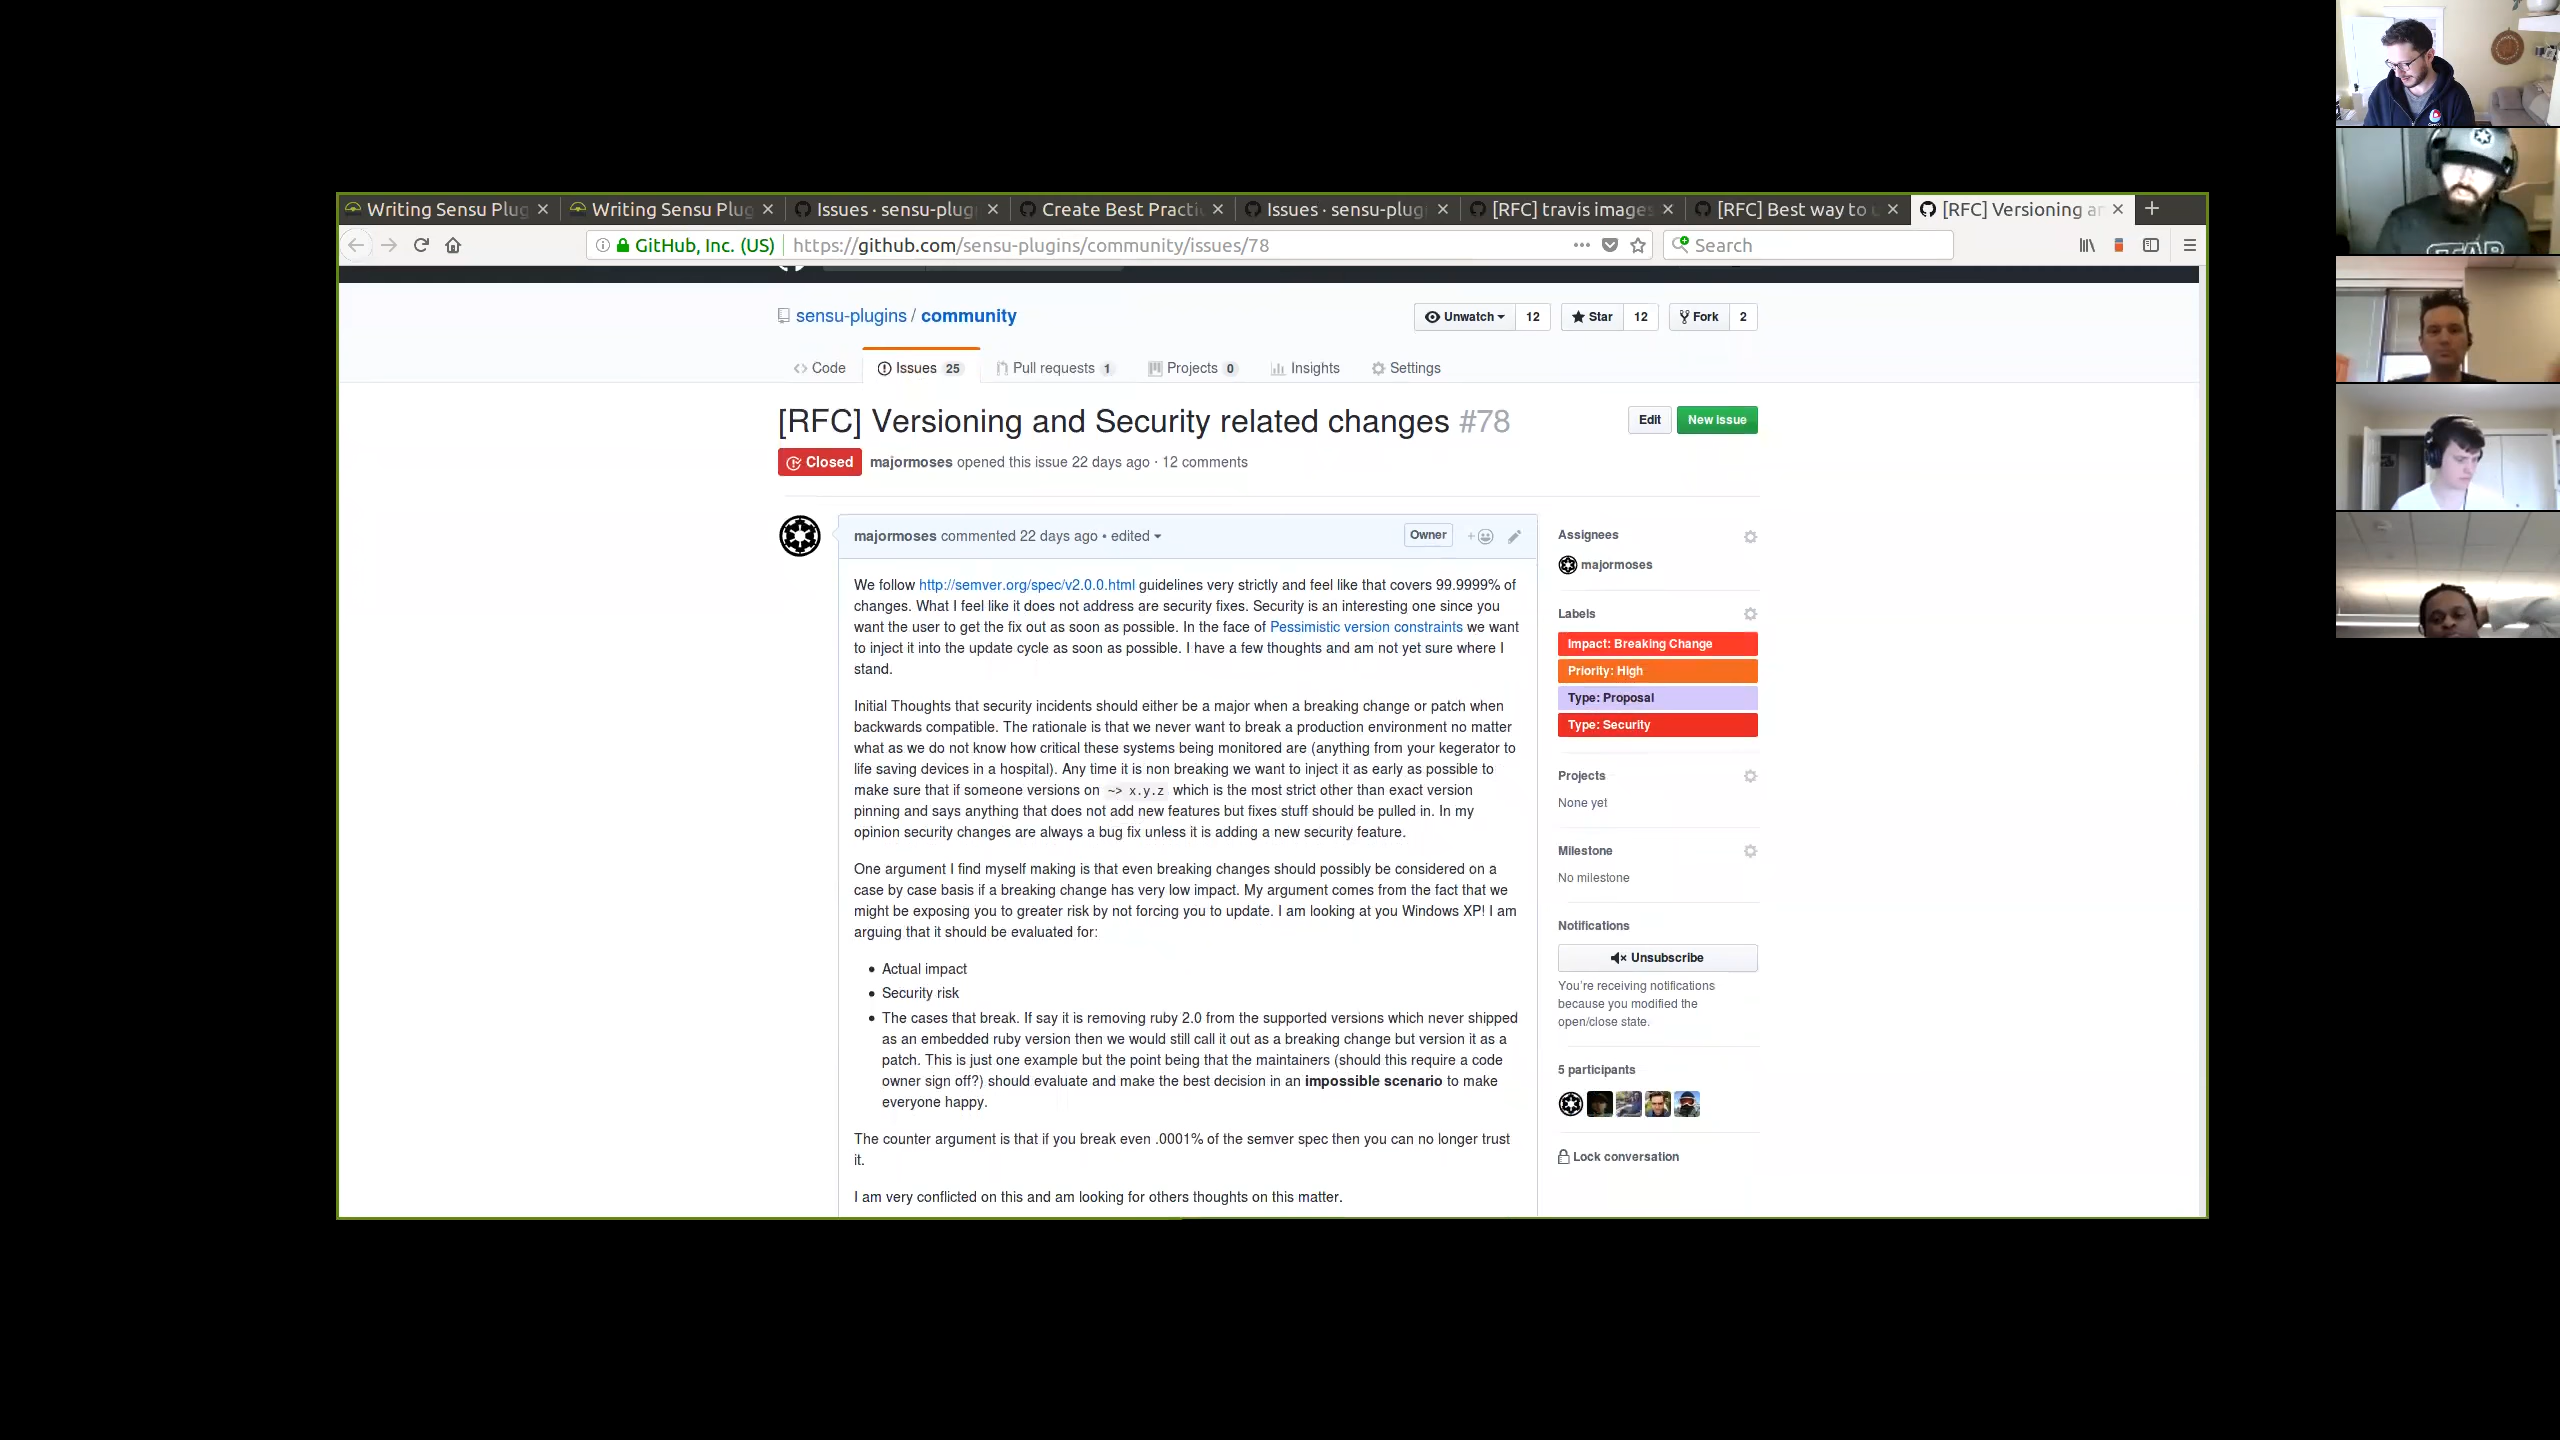 Writing Sensu Plug
Writing Sensu Plug
Issues · sensu-plug
Create Best Practi
Issues · sensu-plug
[RFC] travis images
[RFC] Best way to u
[RFC] Versioning an
GitHub, Inc. (US)
https://github.com/sensu-plugins/community/issues/78
Search
sensu-plugins / community
Unwatch 12
Star 12
Fork 2
Code
Issues 25
Pull requests 1
Projects 0
Insights
Settings
[RFC] Versioning and Security related changes #78
Edit
New issue
Closed
majormoses opened this issue 22 days ago · 12 comments
majormoses commented 22 days ago • edited
Owner
We follow http://semver.org/spec/v2.0.0.html guidelines very strictly and feel like that covers 99.9999% of
changes. What I feel like it does not address are security fixes. Security is an interesting one since you
want the user to get the fix out as soon as possible. In the face of Pessimistic version constraints we want
to inject it into the update cycle as soon as possible. I have a few thoughts and am not yet sure where I
stand.
Initial Thoughts that security incidents should either be a major when a breaking change or patch when
backwards compatible. The rationale is that we never want to break a production environment no matter
what as we do not know how critical these systems being monitored are (anything from your kegerator to
life saving devices in a hospital). Any time it is non breaking we want to inject it as early as possible to
make sure that if someone versions on ~> x.y.z which is the most strict other than exact version
pinning and says anything that does not add new features but fixes stuff should be pulled in. In my
opinion security changes are always a bug fix unless it is adding a new security feature.
One argument I find myself making is that even breaking changes should possibly be considered on a
case by case basis if a breaking change has very low impact. My argument comes from the fact that we
might be exposing you to greater risk by not forcing you to update. I am looking at you Windows XP! I am
arguing that it should be evaluated for:
• Actual impact
• Security risk
• The cases that break. If say it is removing ruby 2.0 from the supported versions which never shipped
as an embedded ruby version then we would still call it out as a breaking change but version it as a
patch. This is just one example but the point being that the maintainers (should this require a code
owner sign off?) should evaluate and make the best decision in an impossible scenario to make
everyone happy.
The counter argument is that if you break even .0001% of the semver spec then you can no longer trust
it.
I am very conflicted on this and am looking for others thoughts on this matter.
Assignees
majormoses
Labels
Impact: Breaking Change
Priority: High
Type: Proposal
Type: Security
Projects
None yet
Milestone
No milestone
Notifications
Unsubscribe
You're receiving notifications
because you modified the
open/close state.
5 participants
Lock conversation